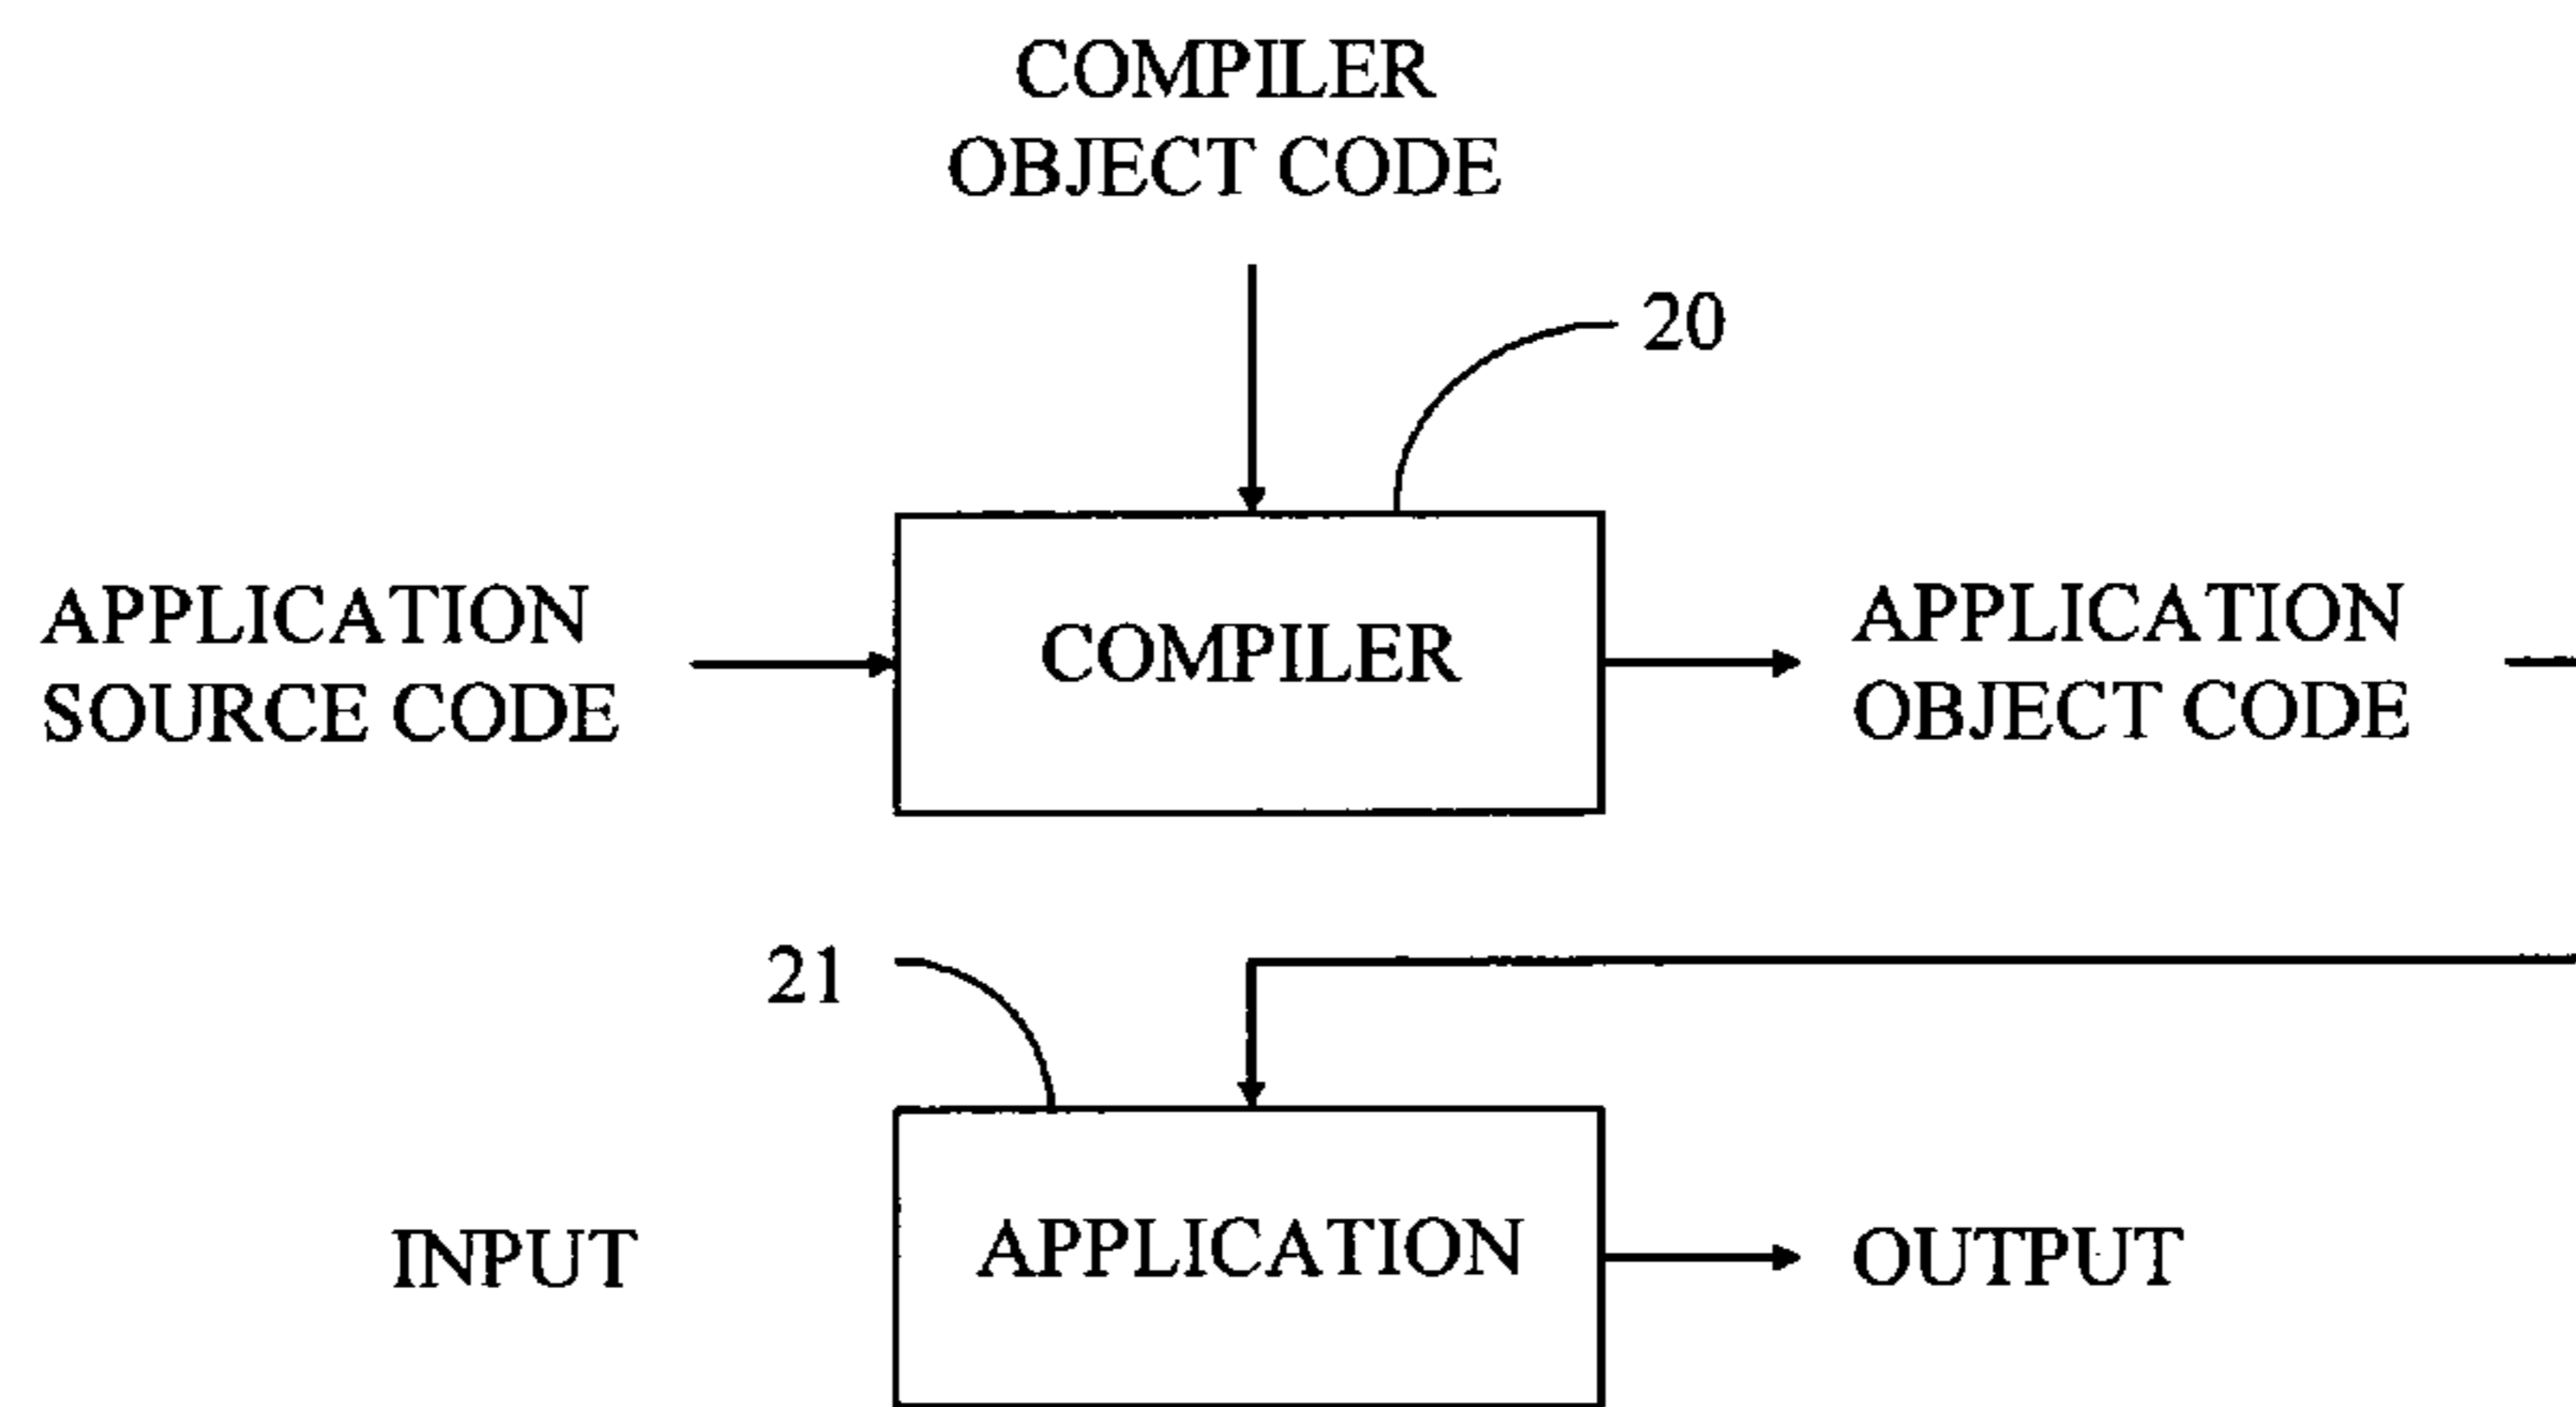 COMPILER
OBJECT CODE
20
APPLICATION
SOURCE CODE
COMPILER
APPLICATION
OBJECT CODE
21
INPUT
APPLICATION
OUTPUT